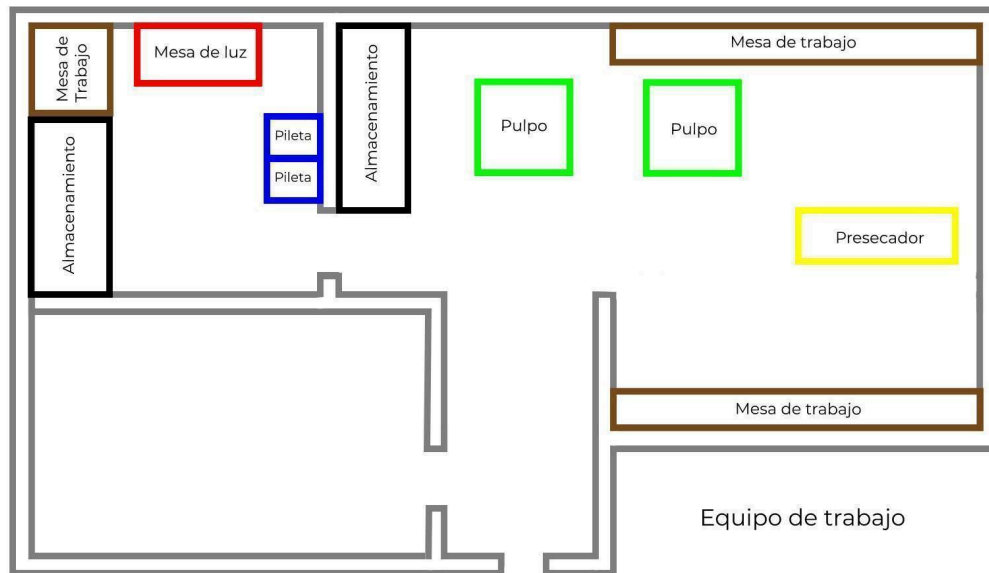 Mesa de
Trabajo
Mesa de luz
Almacenamiento
Mesa de trabajo
Pulpo
Pulpo
Pileta
Pileta
Almacenamiento
Presecador
Mesa de trabajo
Equipo de trabajo